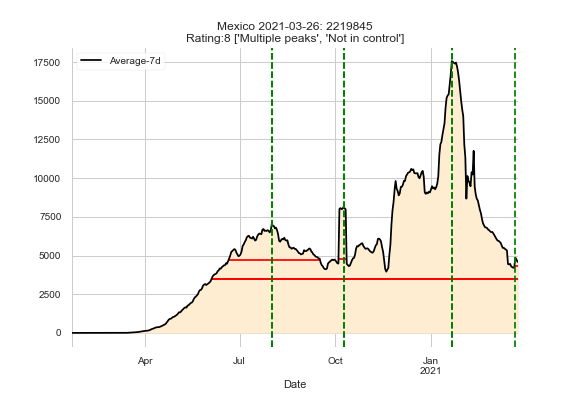 Mexico 2021-03-26: 2219845
Rating:8 ['Multiple peaks', 'Not in control']
Average-7d
17500
15000
12500
10000
7500
5000
2500
0
Apr
Jul
Oct
Jan
2021
Date